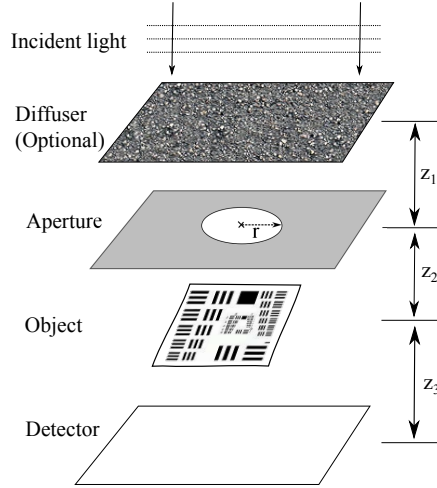 Incident light
Diffuser
(Optional)
z1
Aperture
r
z2
Object
z3
Detector